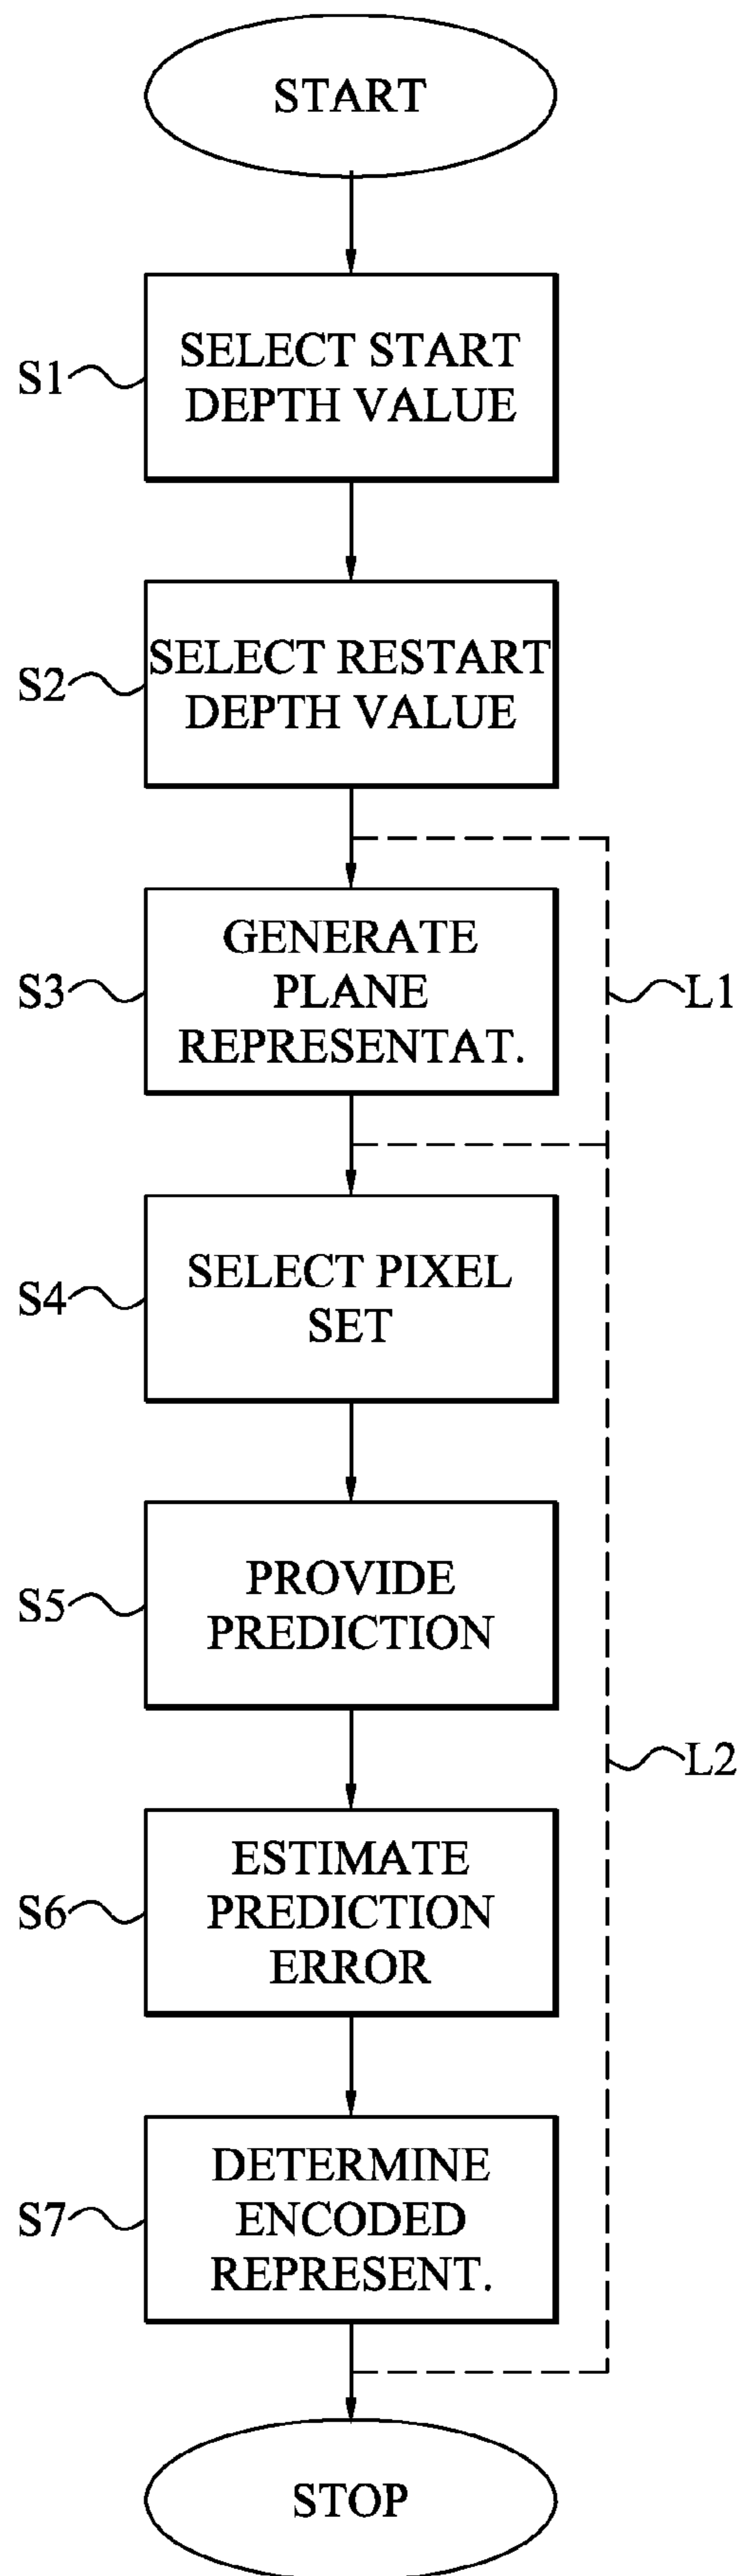 START
S1
SELECT START
DEPTH VALUE
S2
SELECT RESTART
DEPTH VALUE
S3
GENERATE
PLANE
REPRESENTAT.
L1
S4
SELECT PIXEL
SET
S5
PROVIDE
PREDICTION
L2
S6
ESTIMATE
PREDICTION
ERROR
S7
DETERMINE
ENCODED
REPRESENT.
STOP